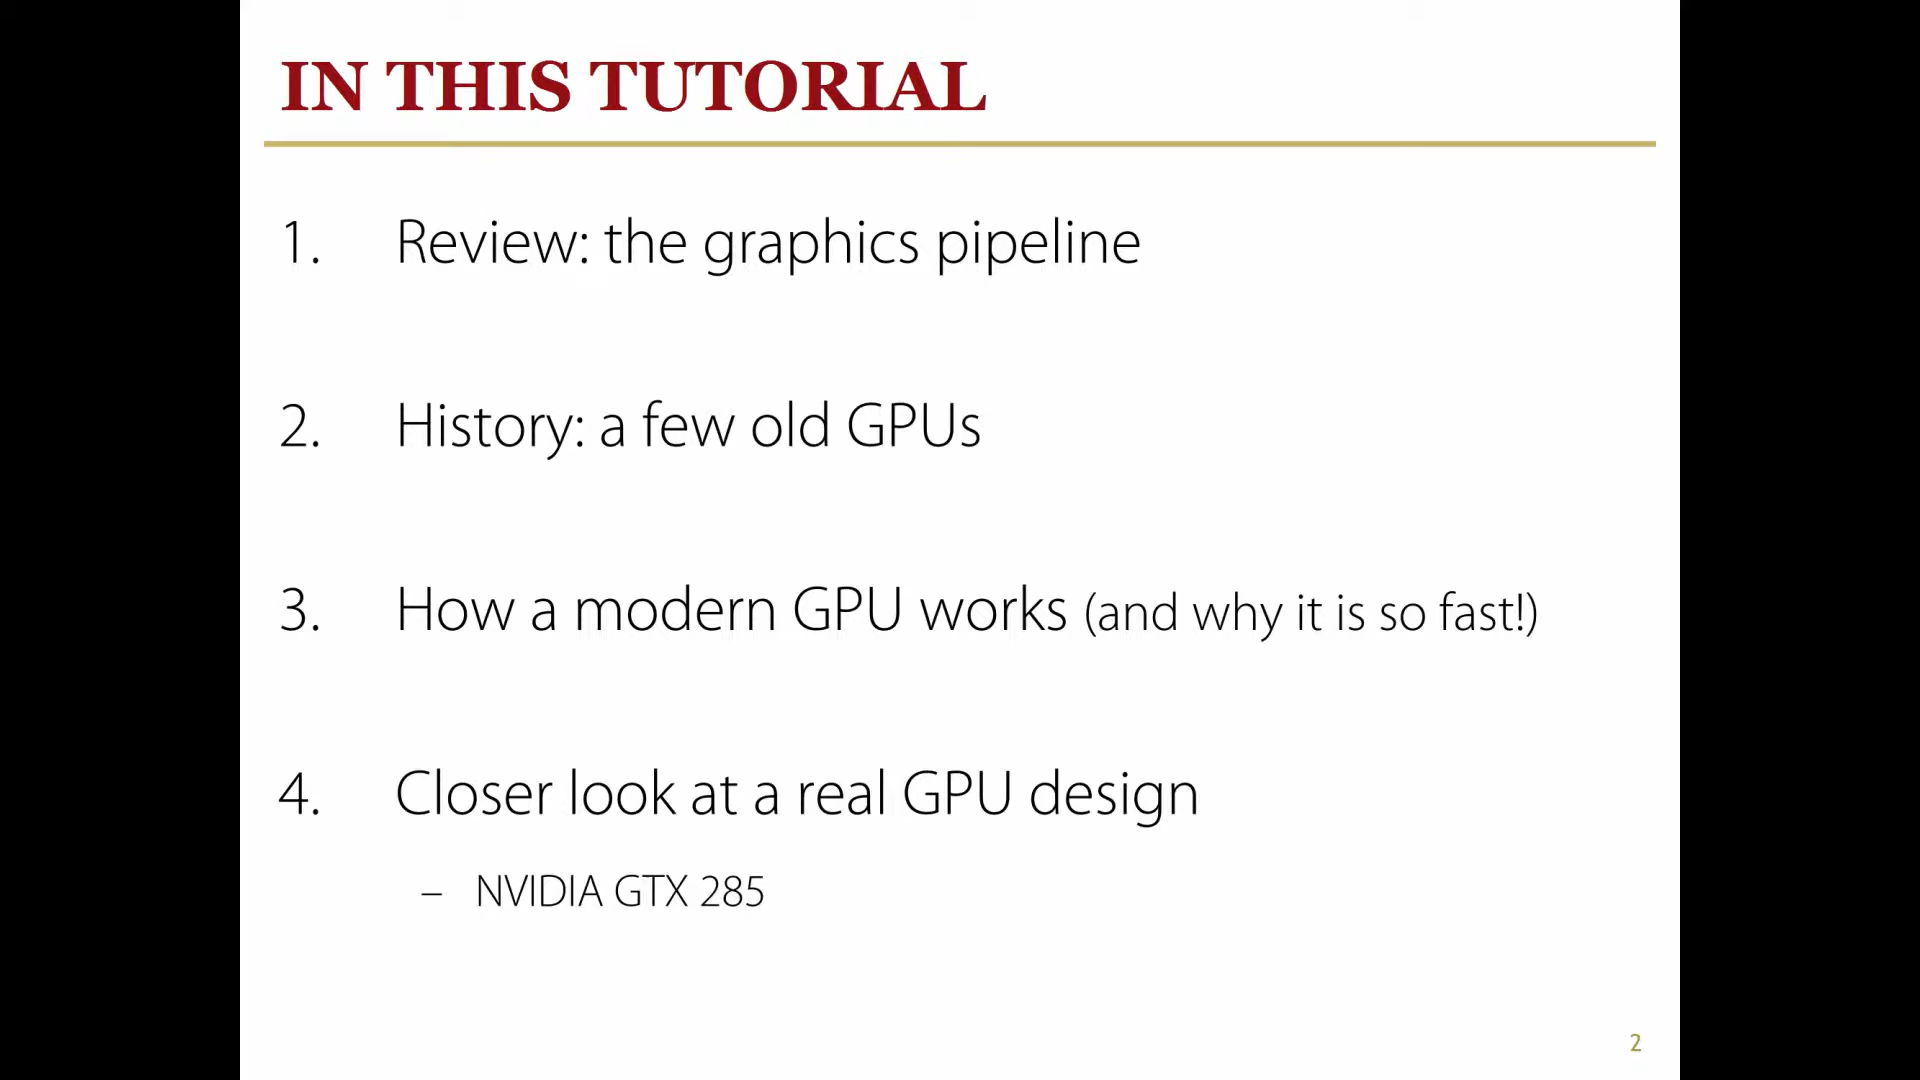 IN THIS TUTORIAL
1. Review: the graphics pipeline
2. History: a few old GPUs
3. How a modern GPU works (and why it is so fast!)
4. Closer look at a real GPU design
– NVIDIA GTX 285
2